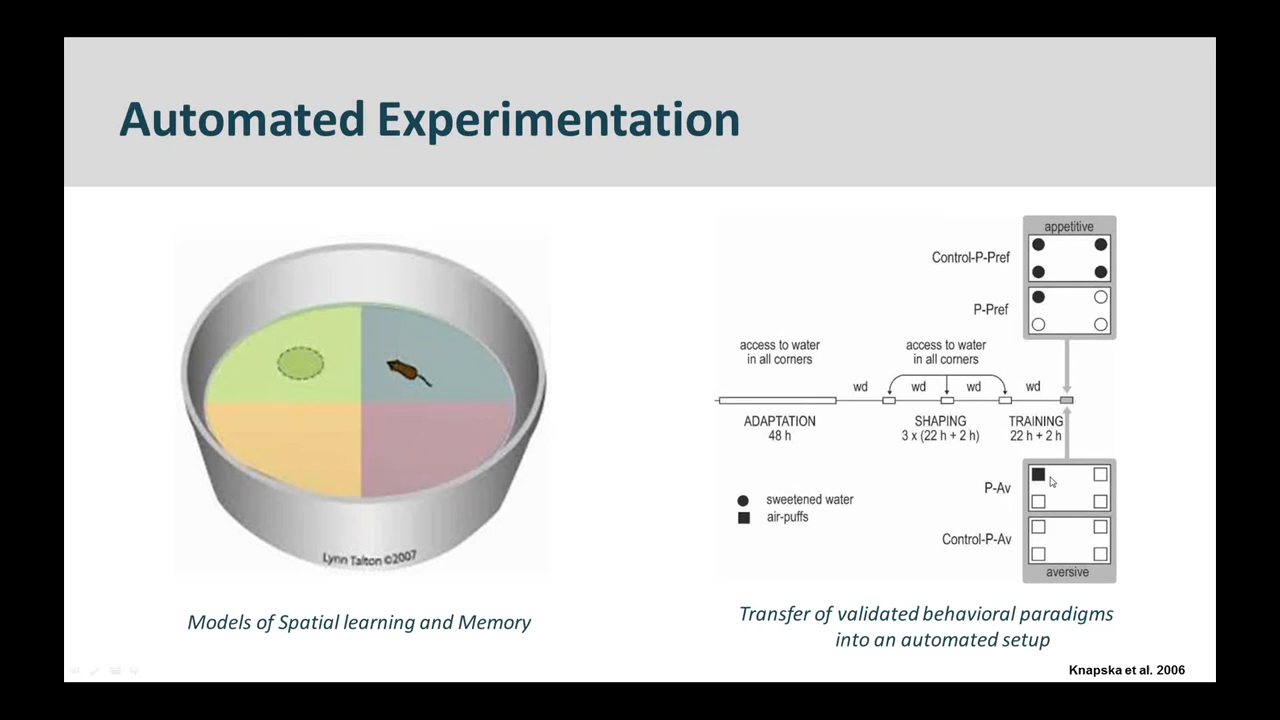 Automated Experimentation
Lynn Talton ©2007
Models of Spatial learning and Memory
appetitive
Control-P-Pref
P-Pref
access to water
in all corners
access to water
in all corners
wd
wd
wd
wd
ADAPTATION
48 h
SHAPING
3 x (22 h + 2 h)
TRAINING
22 h + 2 h
sweetened water
air-puffs
P-Av
Control-P-Av
aversive
Transfer of validated behavioral paradigms
into an automated setup
Knapska et al. 2006